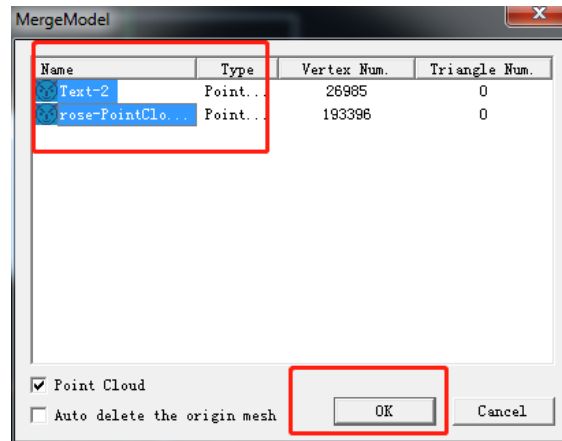 MergeModel
Name Type Vertex Num. Triangle Num.
Text-2 Point... 26985 0
rose-PointClo... Point... 193396 0
Point Cloud
Auto delete the origin mesh OK Cancel